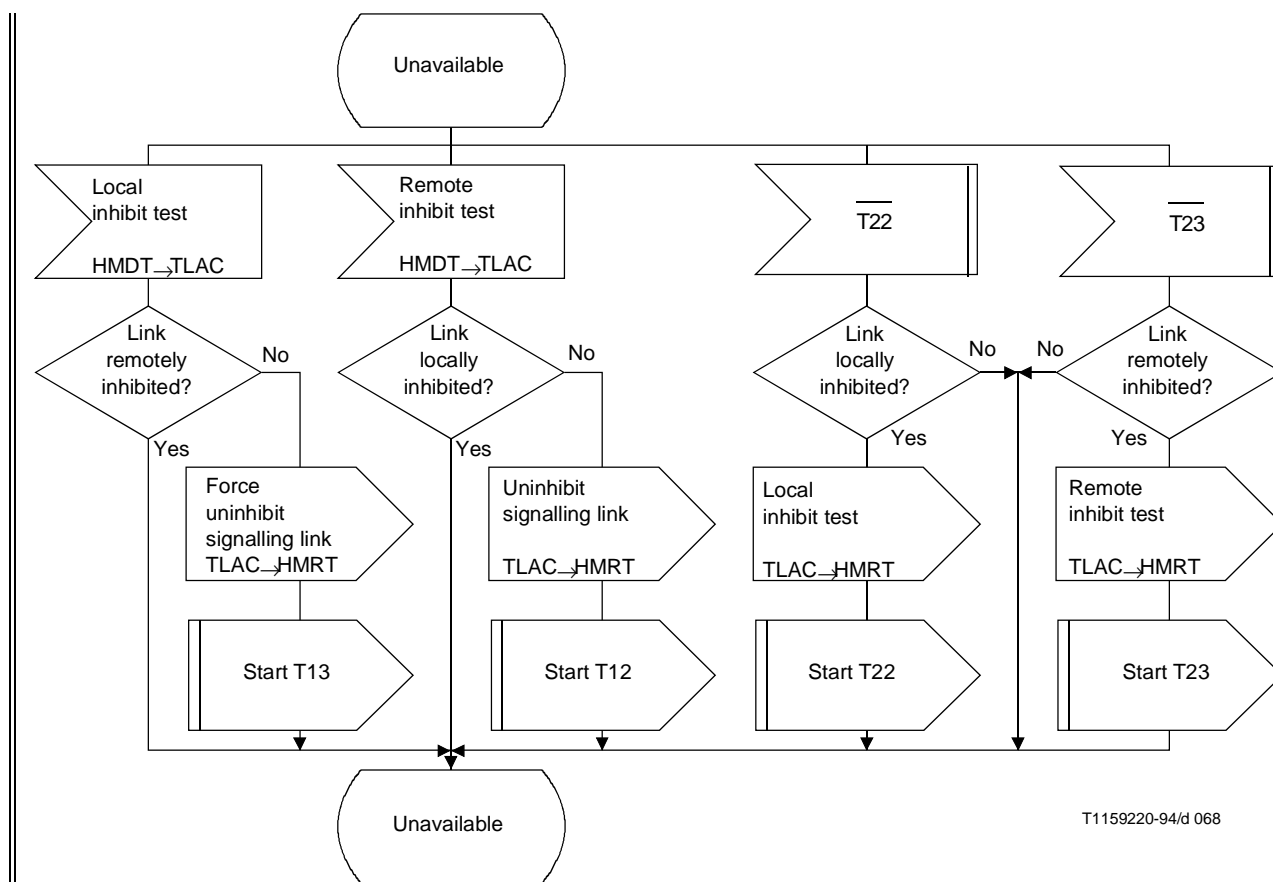 Unavailable
Local
inhibit test
HMDT→TLAC
Remote
inhibit test
HMDT→TLAC
T22
T23
Link
remotely
inhibited?
No
Yes
Link
locally
inhibited?
No
Yes
Link
locally
inhibited?
No
Yes
Link
remotely
inhibited?
No
Yes
Force
uninhibit
signalling link
TLAC→HMRT
Uninhibit
signalling link
TLAC→HMRT
Local
inhibit test
TLAC→HMRT
Remote
inhibit test
TLAC→HMRT
Start T13
Start T12
Start T22
Start T23
Unavailable
T1159220-94/d 068